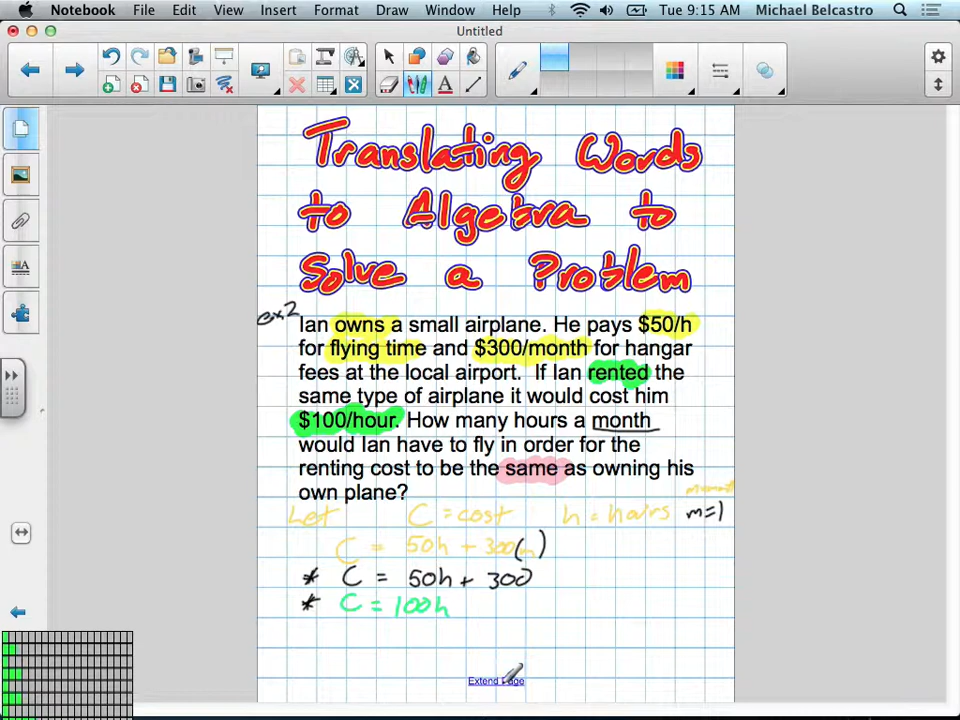 Notebook File Edit View Insert Format Draw Window Help Tue 9:15 AM Michael Belcastro
Untitled
Translating Words
to Algebra to
Solve a Problem
ex2
Ian owns a small airplane. He pays $50/h
for flying time and $300/month for hangar
fees at the local airport. If Ian rented the
same type of airplane it would cost him
$100/hour. How many hours a month
would Ian have to fly in order for the
renting cost to be the same as owning his
own plane?
Let C = cost h = hairs m=1
C = 50h + 300( )
* C = 50h + 300
* C = 100h
Extend Page